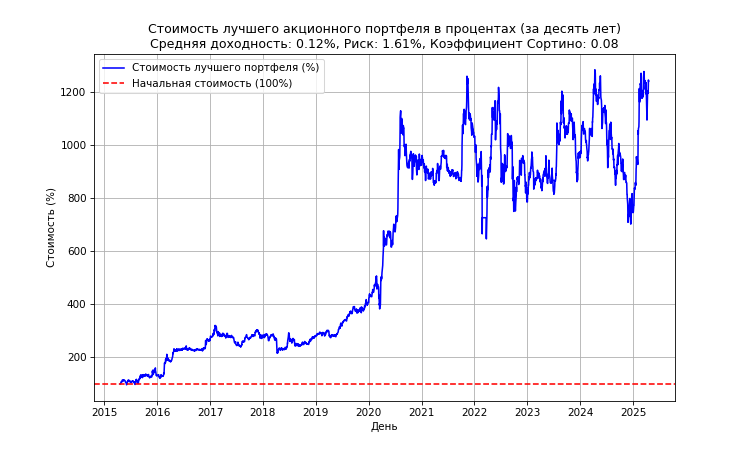 Стоимость лучшего акционного портфеля в процентах (за десять лет)
Средняя доходность: 0.12%, Риск: 1.61%, Коэффициент Сортино: 0.08
Стоимость лучшего портфеля (%)
Начальная стоимость (100%)
Стоимость (%)
1200
1000
800
600
400
200
2015 2016 2017 2018 2019 2020 2021 2022 2023 2024 2025
День